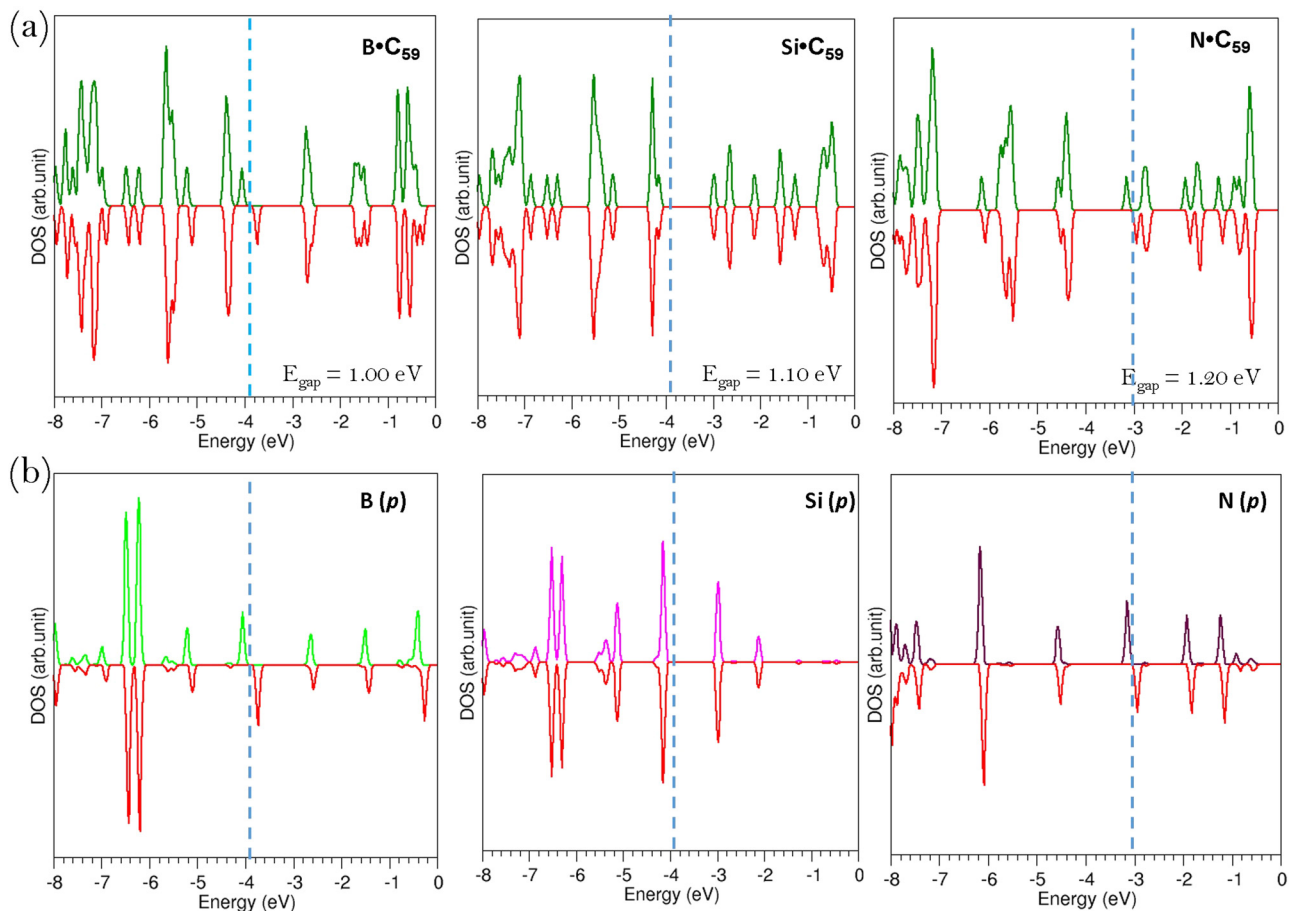 (a)
B•C59
DOS (arb.unit)
Egap = 1.00 eV
-8 -7 -6 -5 -4 -3 -2 -1 0
Energy (eV)
Si•C59
DOS (arb.unit)
Egap = 1.10 eV
-8 -7 -6 -5 -4 -3 -2 -1 0
Energy (eV)
N•C59
DOS (arb.unit)
Egap = 1.20 eV
-8 -7 -6 -5 -4 -3 -2 -1 0
Energy (eV)
(b)
B (p)
DOS (arb.unit)
-8 -7 -6 -5 -4 -3 -2 -1 0
Energy (eV)
Si (p)
DOS (arb.unit)
-8 -7 -6 -5 -4 -3 -2 -1 0
Energy (eV)
N (p)
DOS (arb.unit)
-8 -7 -6 -5 -4 -3 -2 -1 0
Energy (eV)